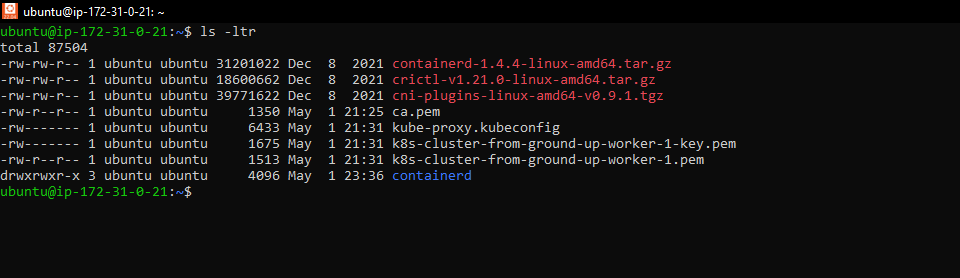 ubuntu@ip-172-31-0-21: ~
ubuntu@ip-172-31-0-21:~$ ls -ltr
total 87504
-rw-rw-r-- 1 ubuntu ubuntu 31201022 Dec  8  2021 containerd-1.4.4-linux-amd64.tar.gz
-rw-rw-r-- 1 ubuntu ubuntu 18600662 Dec  8  2021 crictl-v1.21.0-linux-amd64.tar.gz
-rw-rw-r-- 1 ubuntu ubuntu 39771622 Dec  8  2021 cni-plugins-linux-amd64-v0.9.1.tgz
-rw-r--r-- 1 ubuntu ubuntu     1350 May  1 21:25 ca.pem
-rw------- 1 ubuntu ubuntu     6433 May  1 21:31 kube-proxy.kubeconfig
-rw------- 1 ubuntu ubuntu     1675 May  1 21:31 k8s-cluster-from-ground-up-worker-1-key.pem
-rw-r--r-- 1 ubuntu ubuntu     1513 May  1 21:31 k8s-cluster-from-ground-up-worker-1.pem
drwxrwxr-x 3 ubuntu ubuntu     4096 May  1 23:36 containerd
ubuntu@ip-172-31-0-21:~$